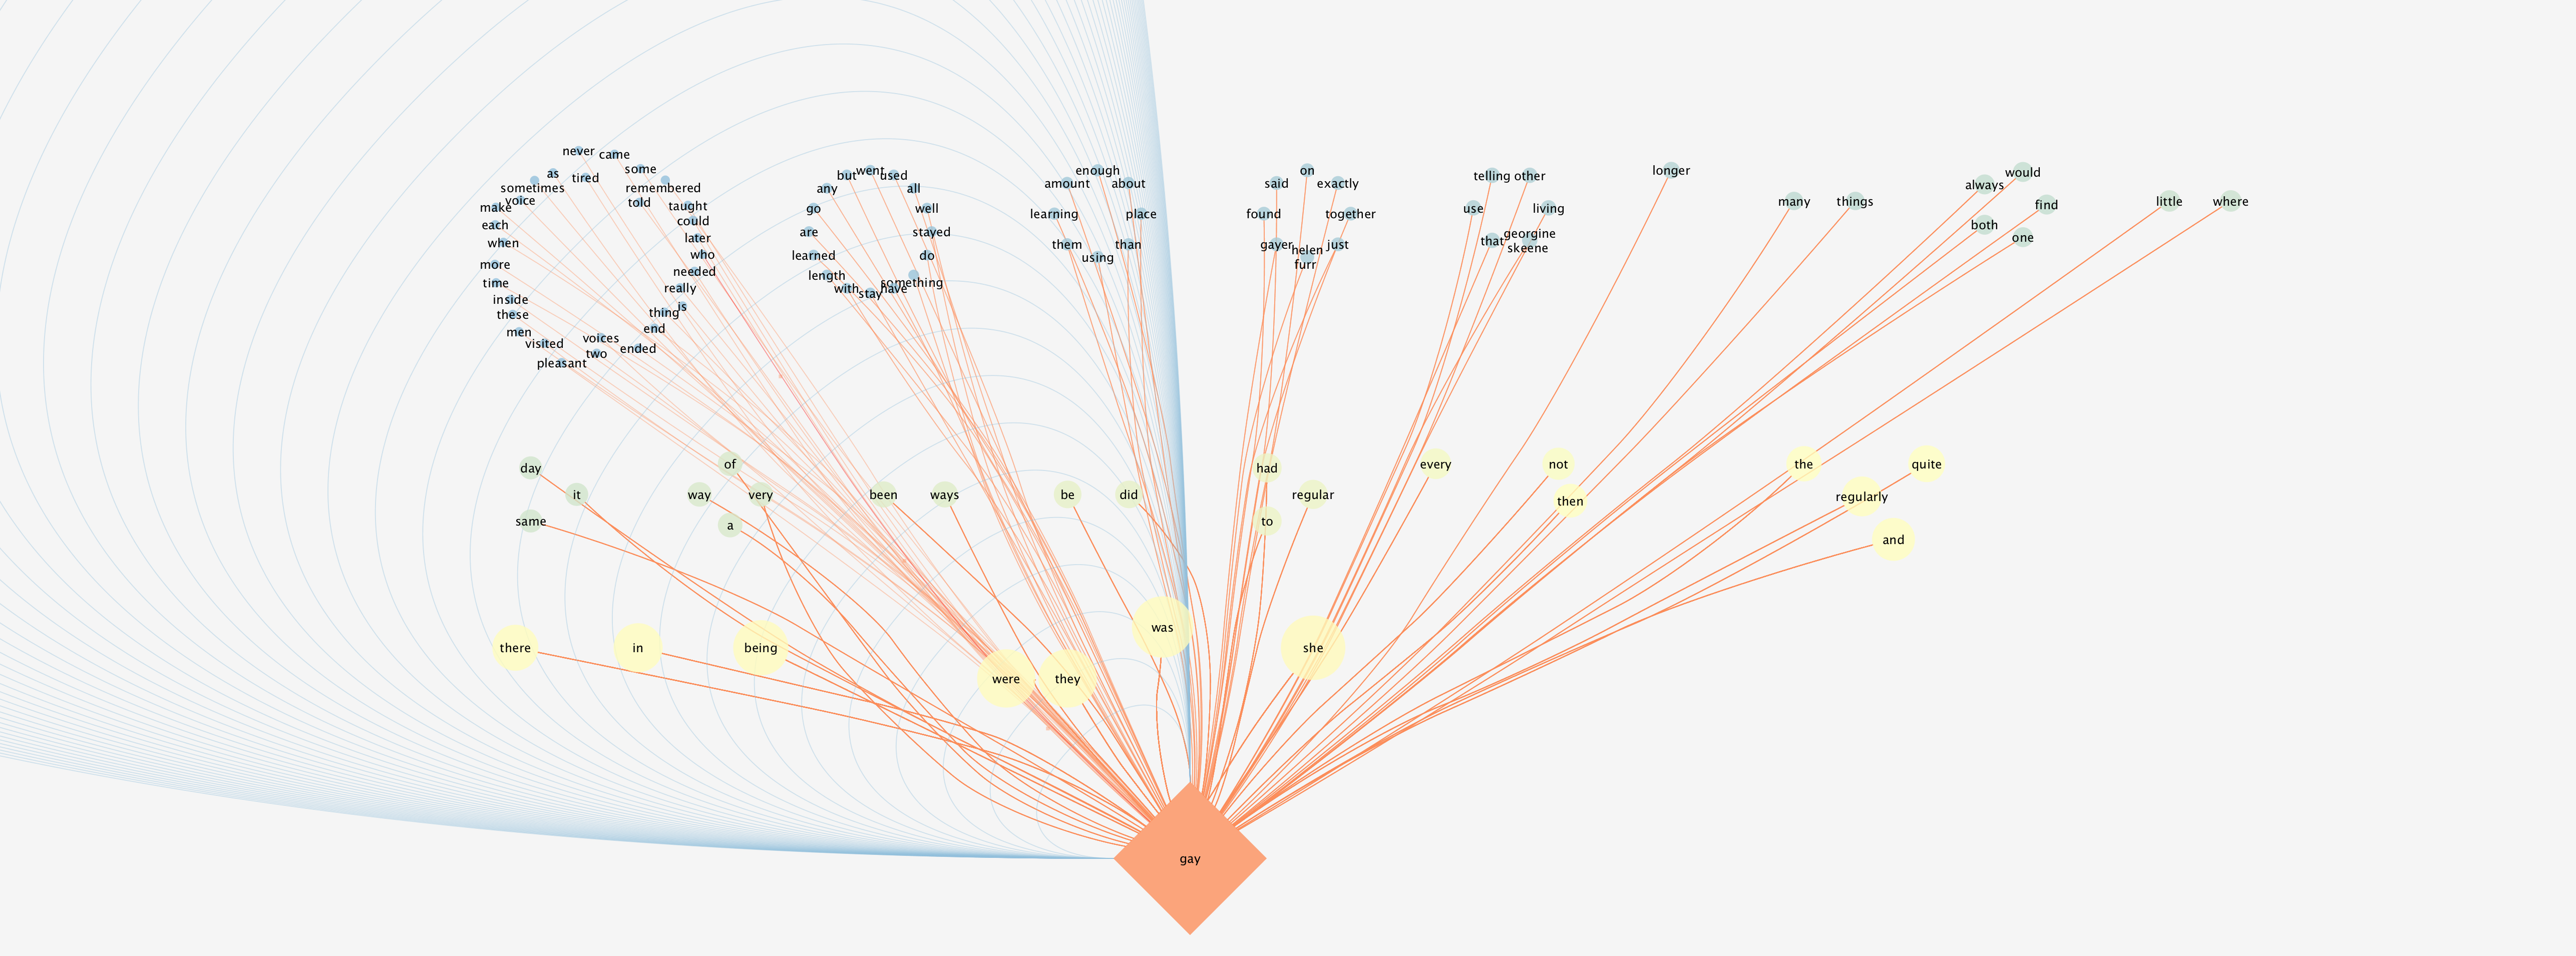 never
came
as
tired
some
sometimes
remembered
voice
told
make
taught
each
could
when
later
who
more
needed
time
really
inside
is
these
thing
men
end
visited
voices
two
ended
pleasant
but
went
used
any
all
go
well
are
stayed
learned
do
length
something
with
stay
have
enough
amount
about
learning
place
them
than
using
on
said
exactly
found
together
gayer
helen
furr
just
telling
other
use
living
that
georgine
skeene
longer
many
things
always
would
both
find
one
little
where
day
of
it
way
very
same
a
been
ways
be
did
had
regular
to
every
not
then
the
quite
regularly
and
there
in
being
were
they
was
she
gay